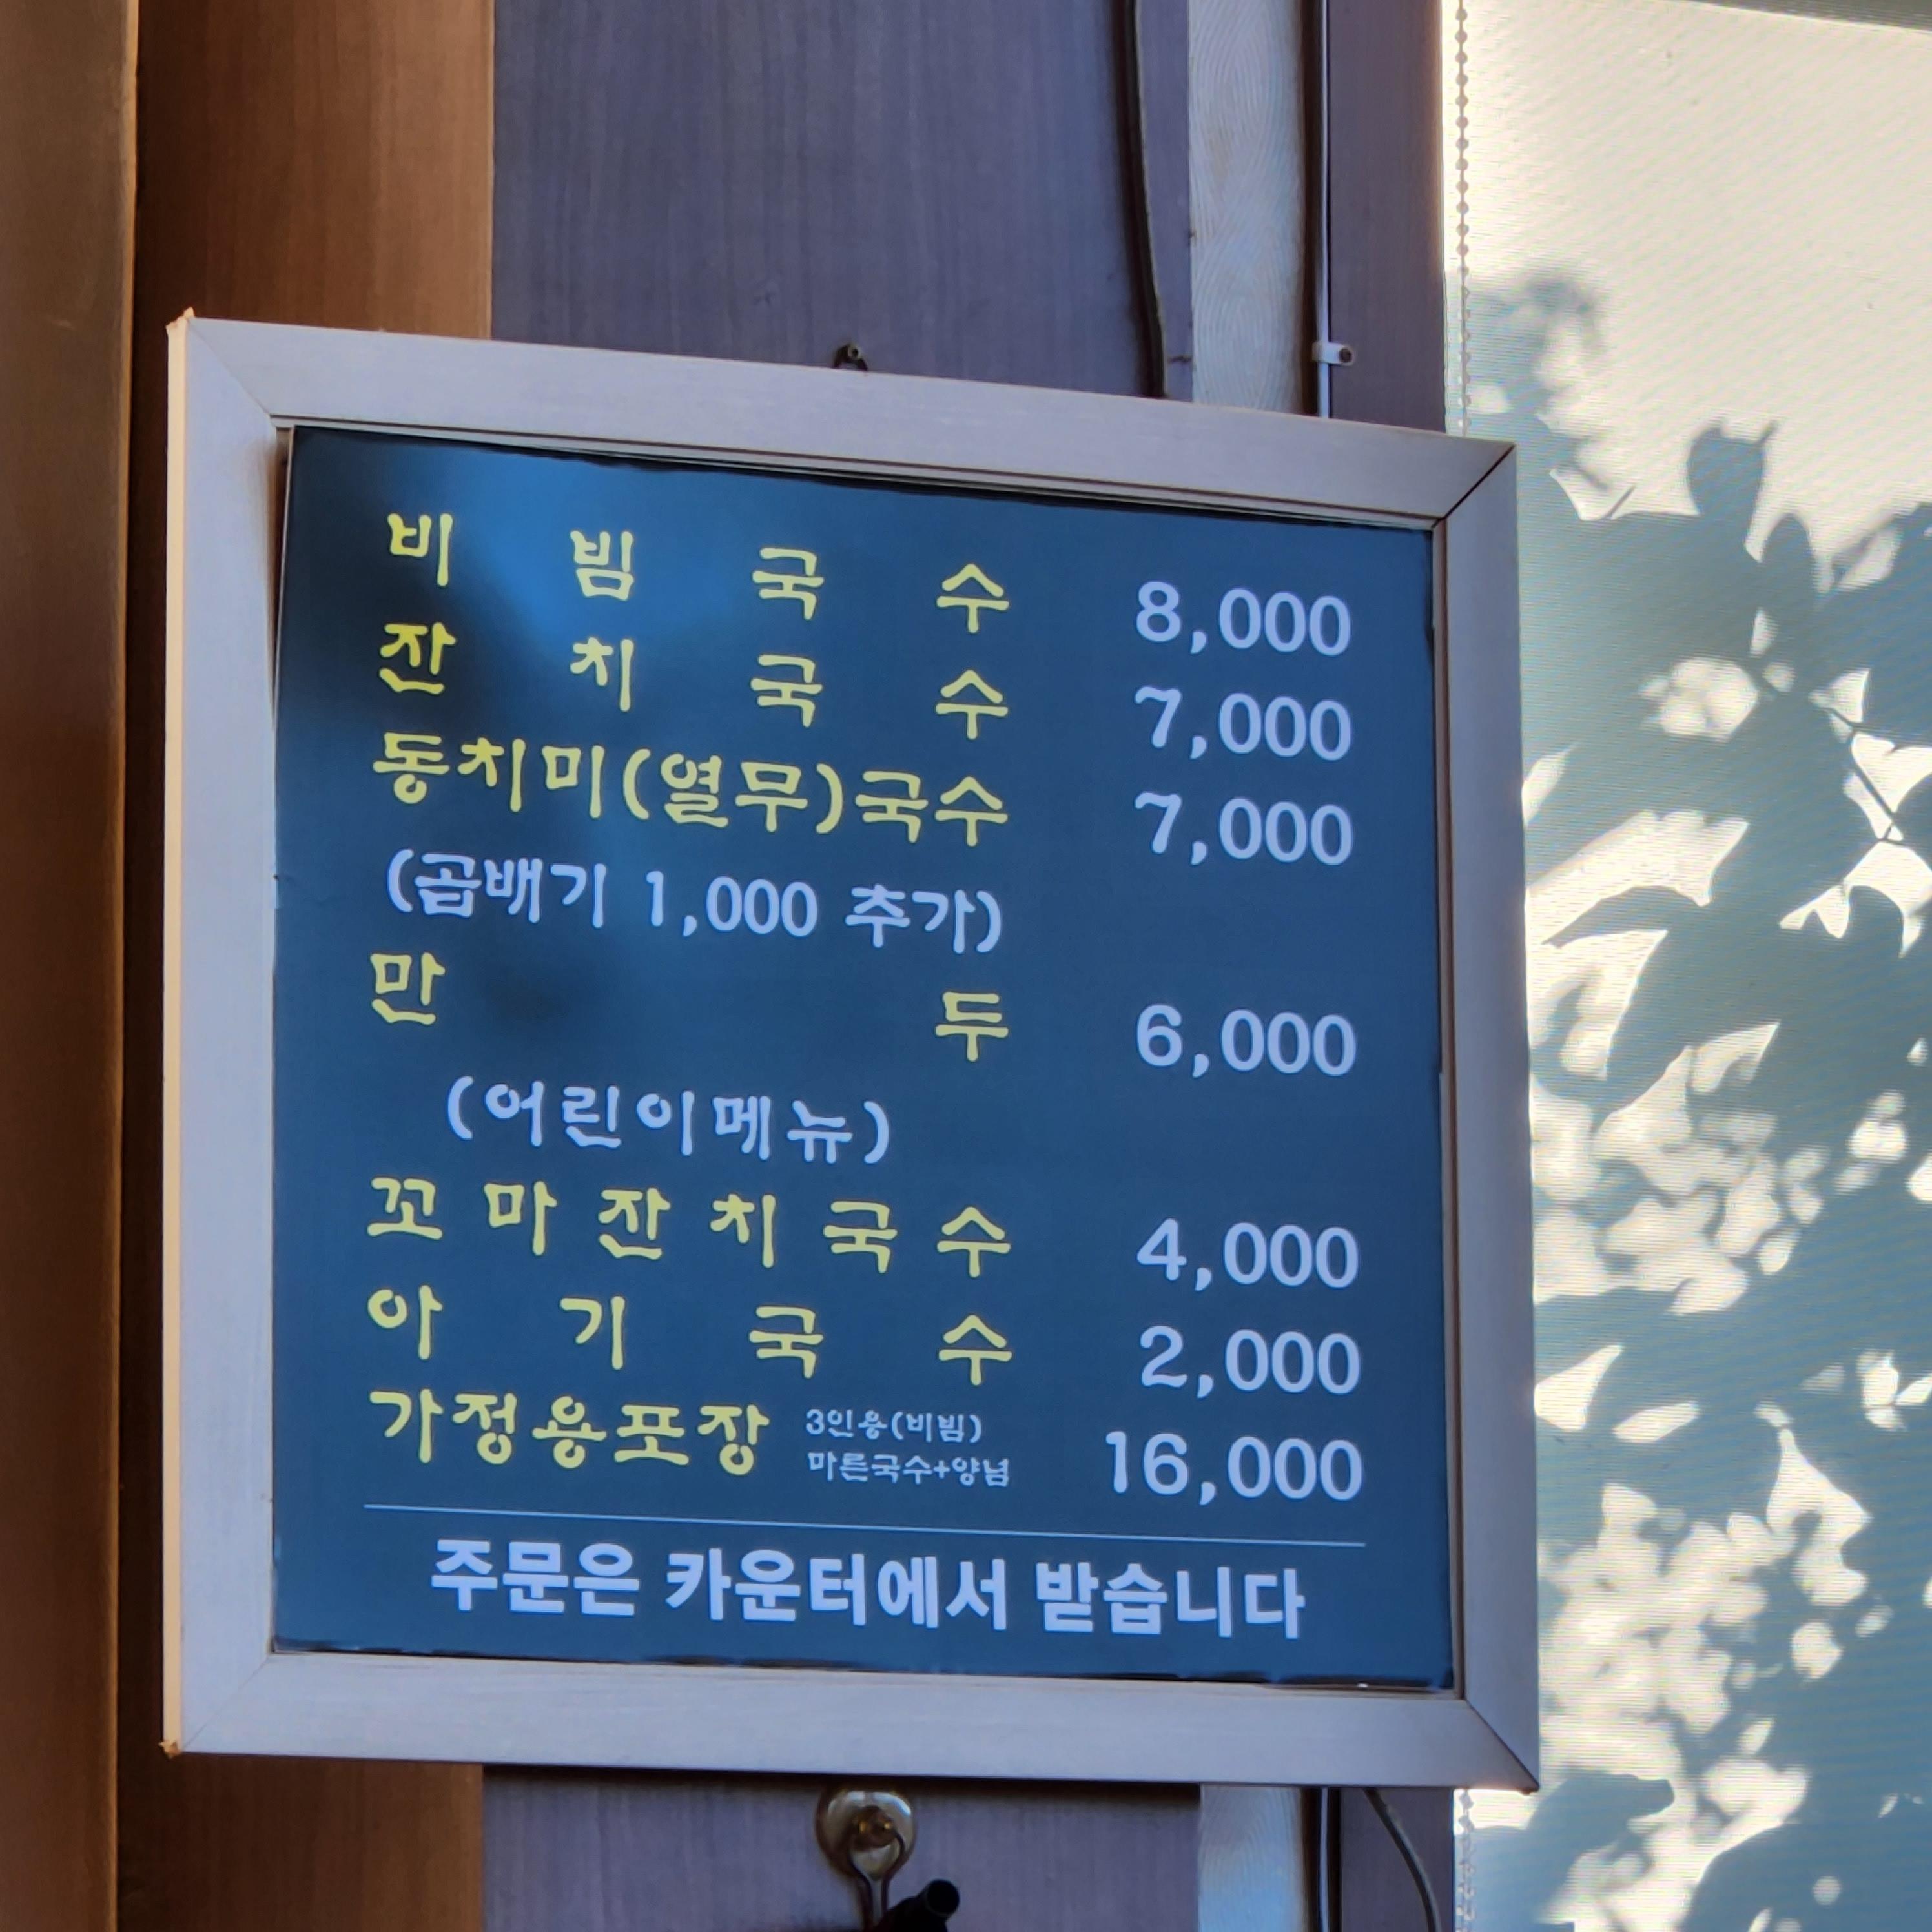 비빔국수 8,000
잔치국수 7,000
동치미(열무)국수 7,000
(곱배기 1,000 추가)
만두 6,000
(어린이메뉴)
꼬마잔치국수 4,000
아기국수 2,000
가정용포장 3인용(비빔) 16,000
마른국수+양념
주문은 카운터에서 받습니다